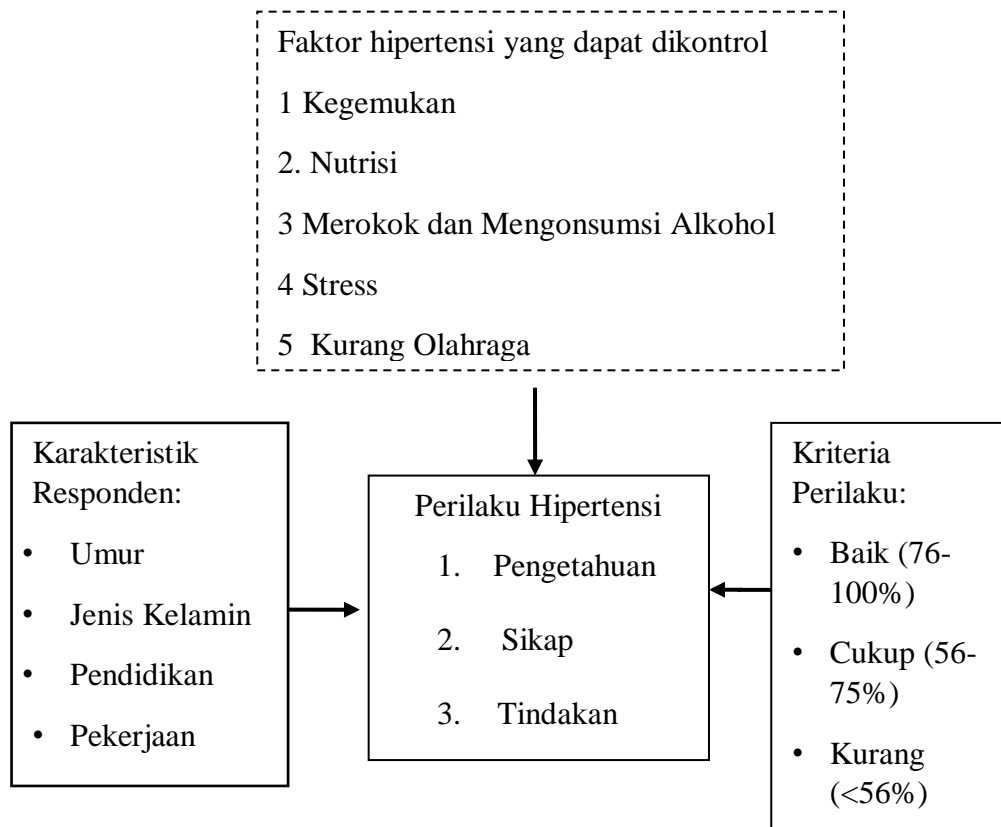 Faktor hipertensi yang dapat dikontrol
1 Kegemukan
2. Nutrisi
3 Merokok dan Mengonsumsi Alkohol
4 Stress
5 Kurang Olahraga
Karakteristik
Responden:
• Umur
• Jenis Kelamin
• Pendidikan
• Pekerjaan
Perilaku Hipertensi
1. Pengetahuan
2. Sikap
3. Tindakan
Kriteria
Perilaku:
• Baik (76-
100%)
• Cukup (56-
75%)
• Kurang
(<56%)